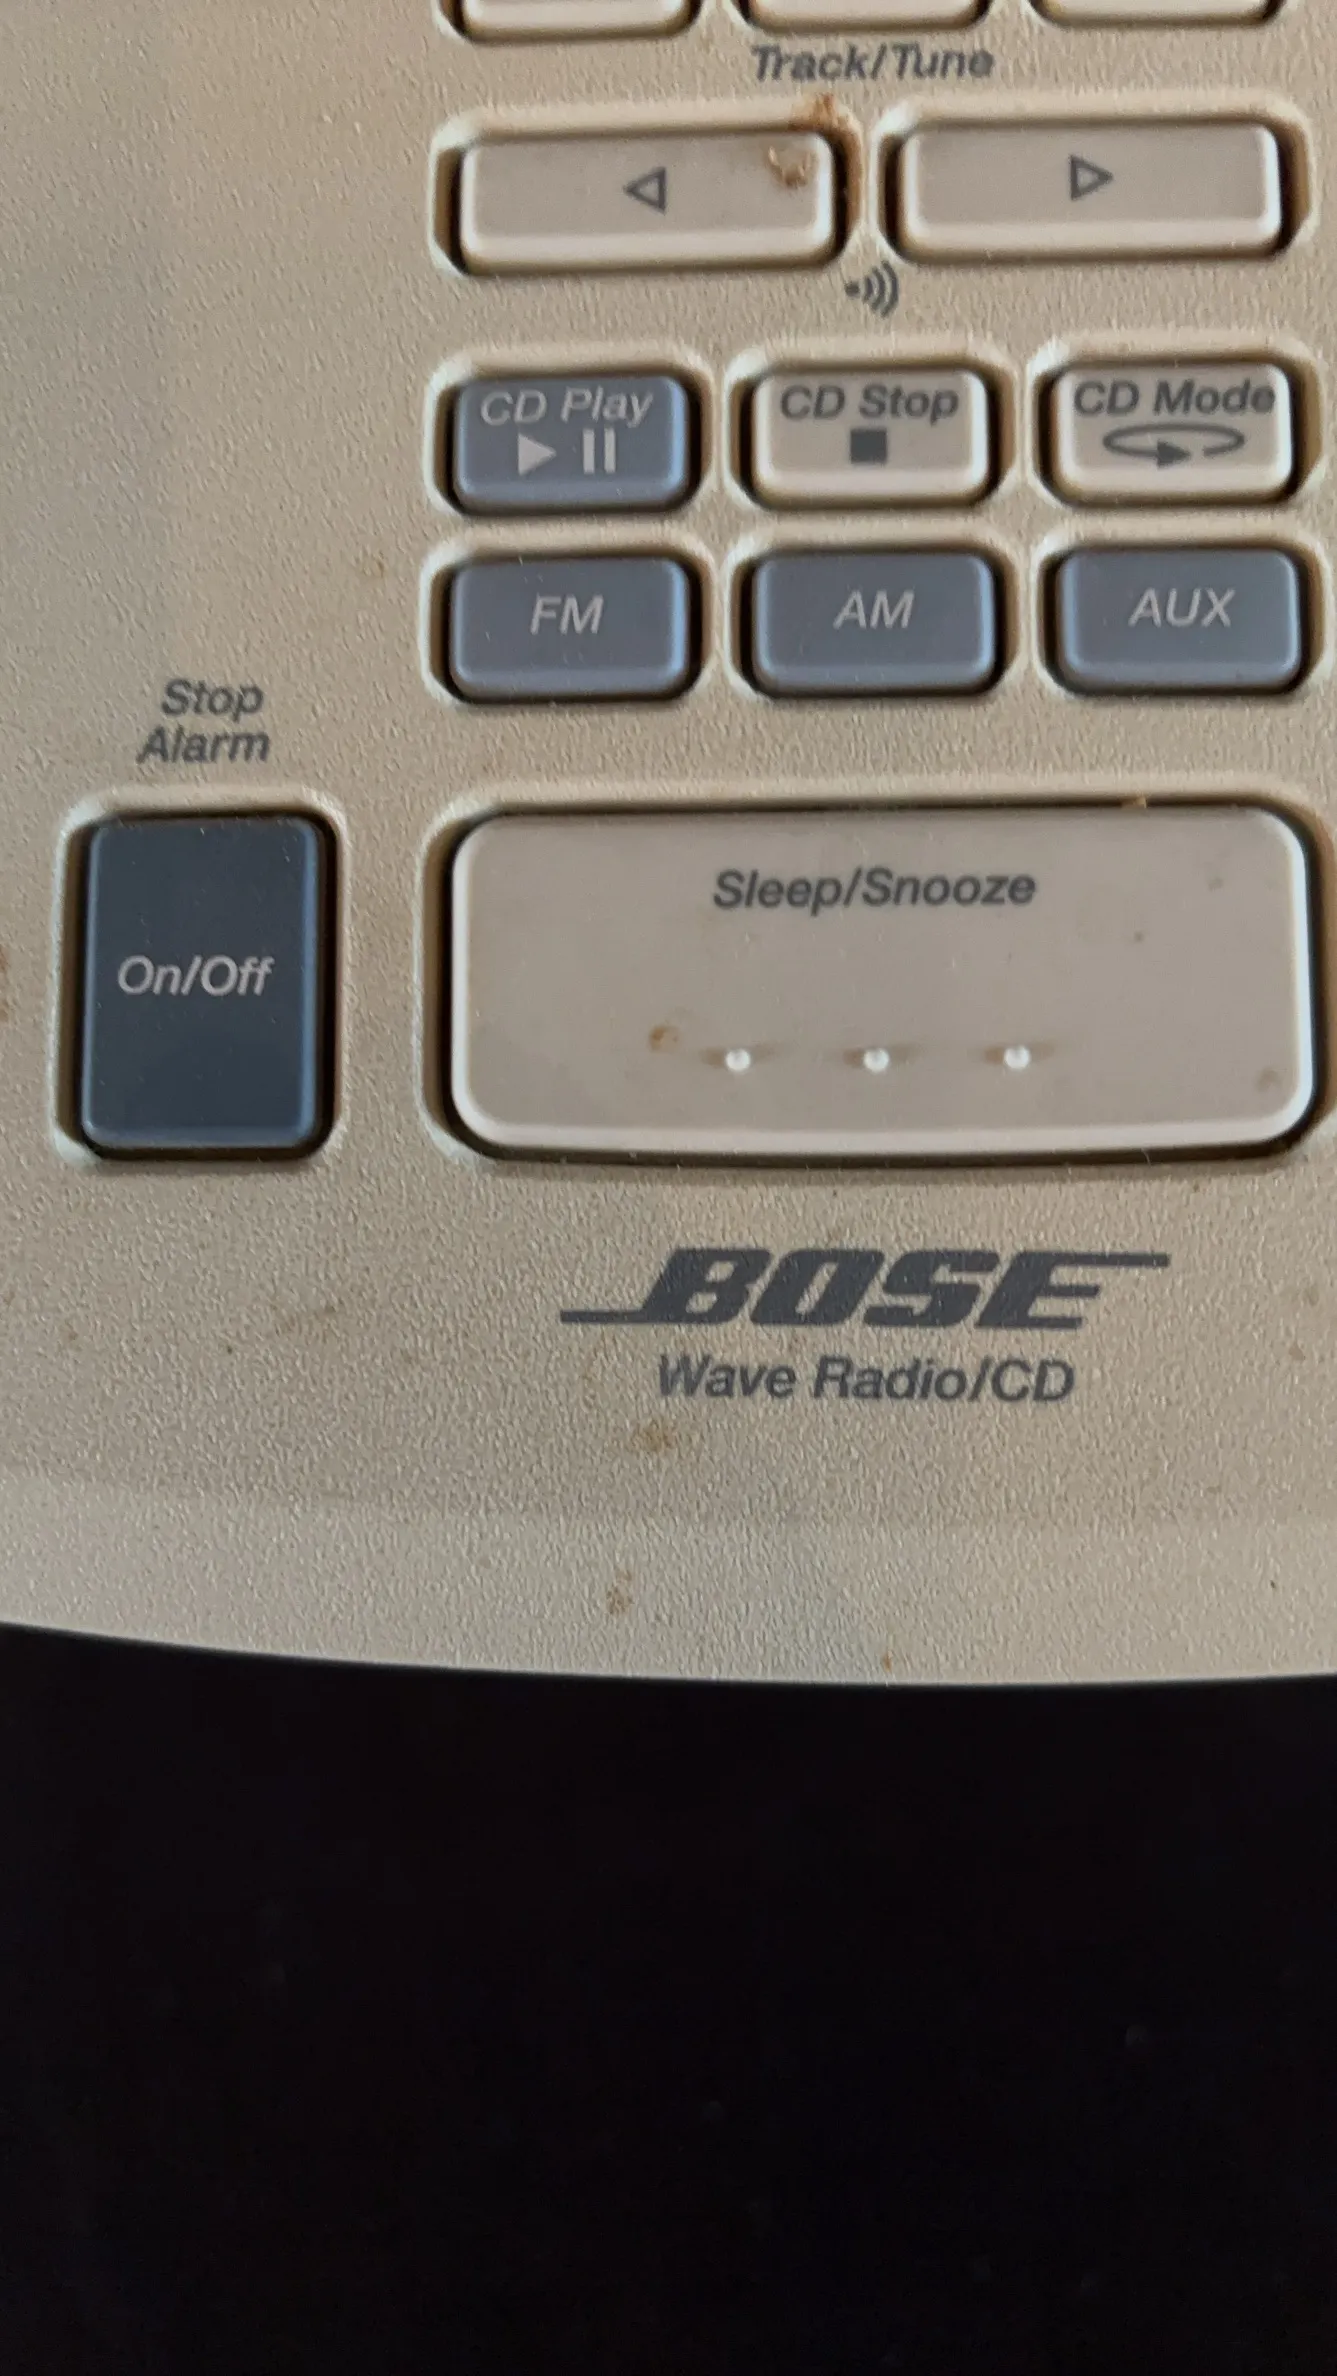 Track/Tune
CD Play
CD Stop
CD Mode
FM
AM
AUX
Stop
Alarm
On/Off
Sleep/Snooze
BOSE
Wave Radio/CD